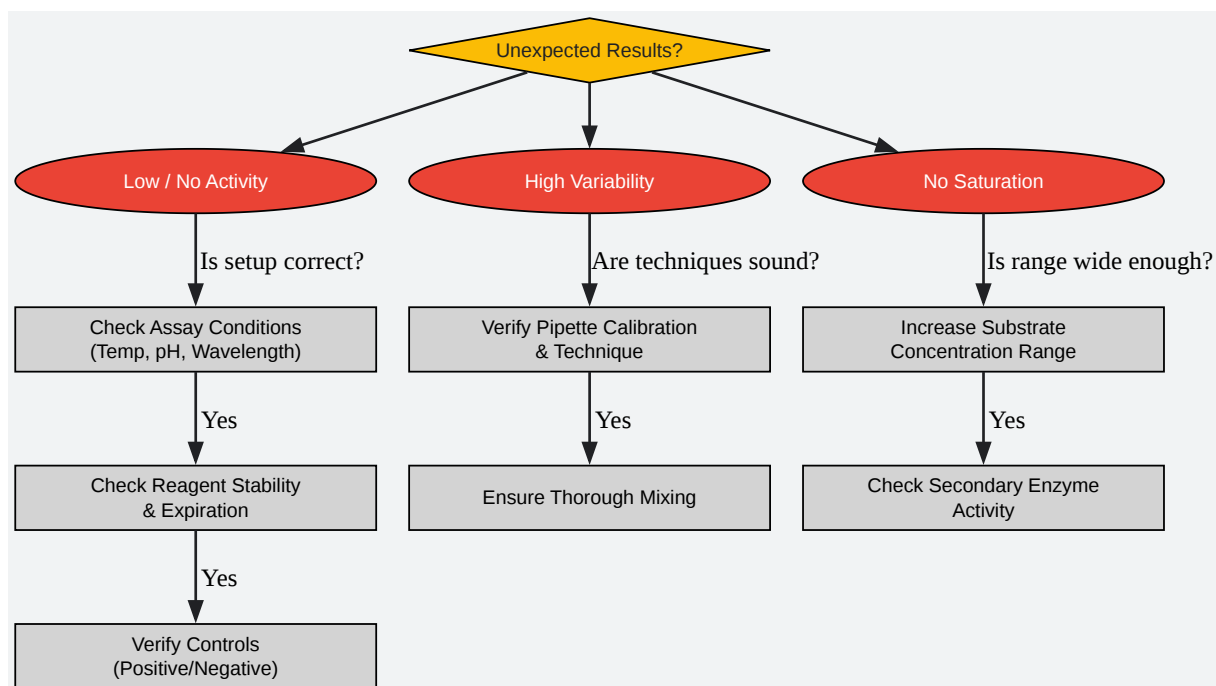 Unexpected Results?
Low / No Activity
High Variability
No Saturation
Is setup correct?
Are techniques sound?
Is range wide enough?
Check Assay Conditions
(Temp, pH, Wavelength)
Verify Pipette Calibration
& Technique
Increase Substrate
Concentration Range
Yes
Yes
Yes
Check Reagent Stability
& Expiration
Ensure Thorough Mixing
Check Secondary Enzyme
Activity
Yes
Verify Controls
(Positive/Negative)